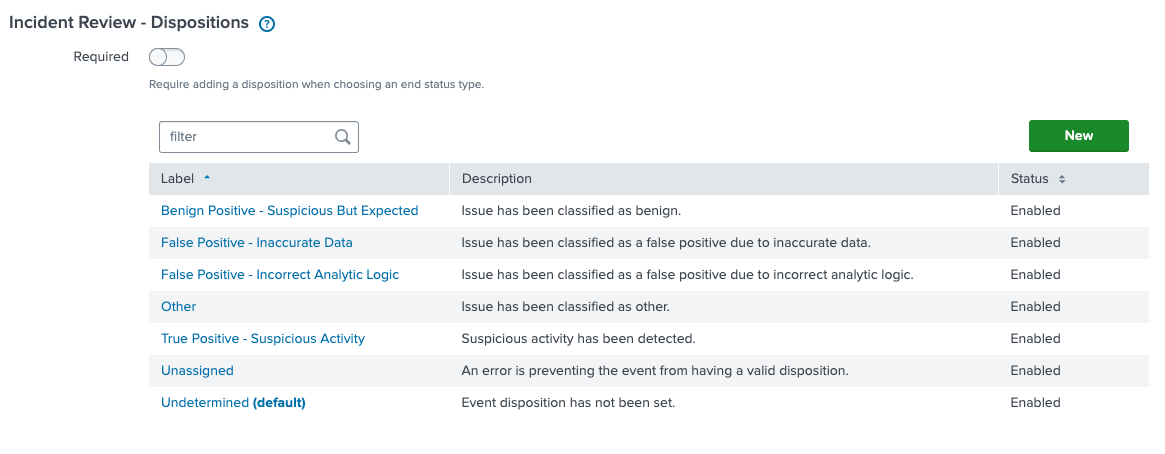 Incident Review - Dispositions ?
Required
Require adding a disposition when choosing an end status type.
filter
New
Label Description Status
Benign Positive - Suspicious But Expected Issue has been classified as benign. Enabled
False Positive - Inaccurate Data Issue has been classified as a false positive due to inaccurate data. Enabled
False Positive - Incorrect Analytic Logic Issue has been classified as a false positive due to incorrect analytic logic. Enabled
Other Issue has been classified as other. Enabled
True Positive - Suspicious Activity Suspicious activity has been detected. Enabled
Unassigned An error is preventing the event from having a valid disposition. Enabled
Undetermined (default) Event disposition has not been set. Enabled